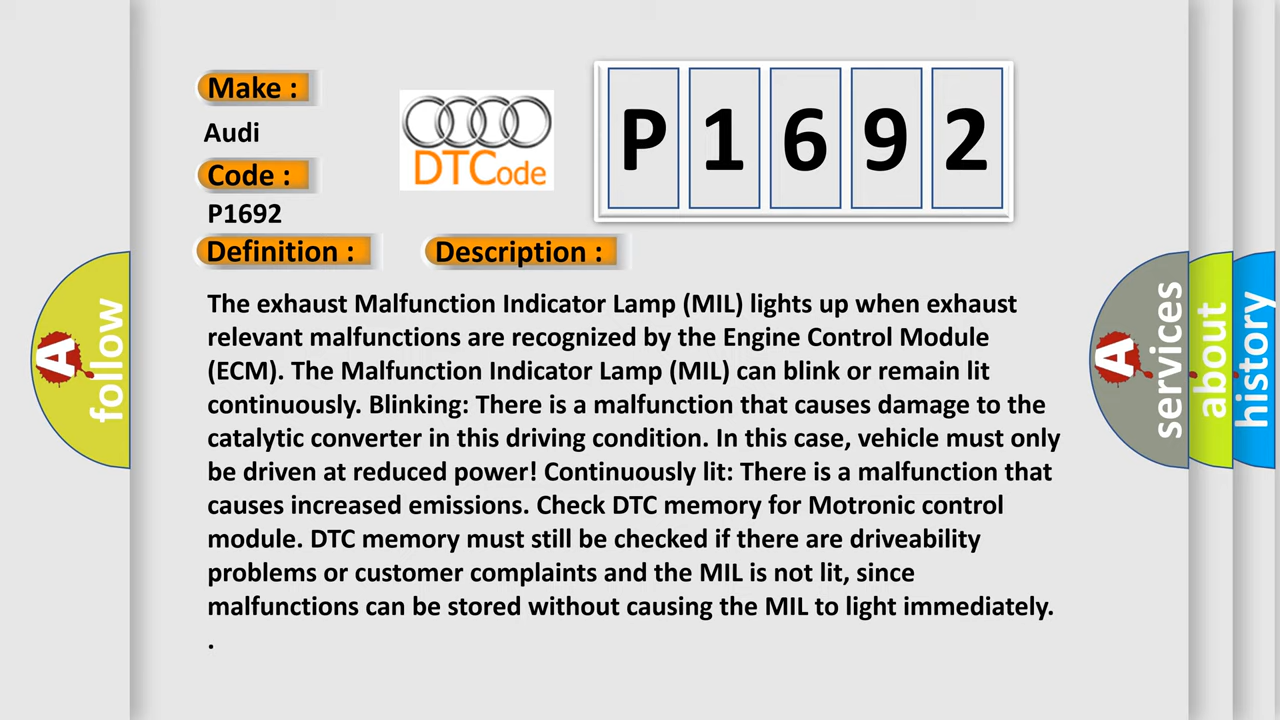 Make :
Audi
Code :
P1692
DTCode
P1692
Definition :
Description :
The exhaust Malfunction Indicator Lamp (MIL) lights up when exhaust
relevant malfunctions are recognized by the Engine Control Module
(ECM). The Malfunction Indicator Lamp (MIL) can blink or remain lit
continuously. Blinking: There is a malfunction that causes damage to the
catalytic converter in this driving condition. In this case, vehicle must only
be driven at reduced power! Continuously lit: There is a malfunction that
causes increased emissions. Check DTC memory for Motronic control
module. DTC memory must still be checked if there are driveability
problems or customer complaints and the MIL is not lit, since
malfunctions can be stored without causing the MIL to light immediately.
.
A follow
A services
about
history